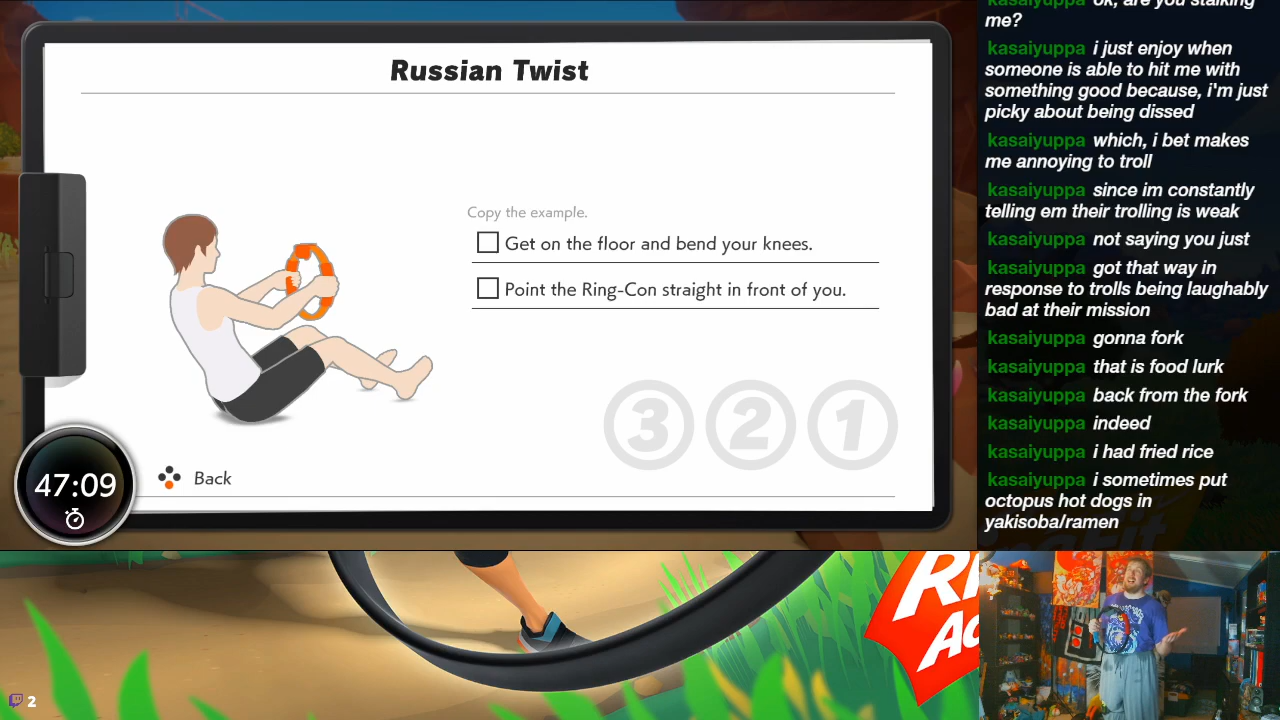 Russian Twist
Copy the example.
Get on the floor and bend your knees.
Point the Ring-Con straight in front of you.
3 2 1
Back
47:09
2
kasaiyuppa ok, are you stalking
me?
kasaiyuppa i just enjoy when
someone is able to hit me with
something good because, i'm just
picky about being dissed
kasaiyuppa which, i bet makes
me annoying to troll
kasaiyuppa since im constantly
telling em their trolling is weak
kasaiyuppa not saying you just
kasaiyuppa got that way in
response to trolls being laughably
bad at their mission
kasaiyuppa gonna fork
kasaiyuppa that is food lurk
kasaiyuppa back from the fork
kasaiyuppa indeed
kasaiyuppa i had fried rice
kasaiyuppa i sometimes put
octopus hot dogs in
yakisoba/ramen